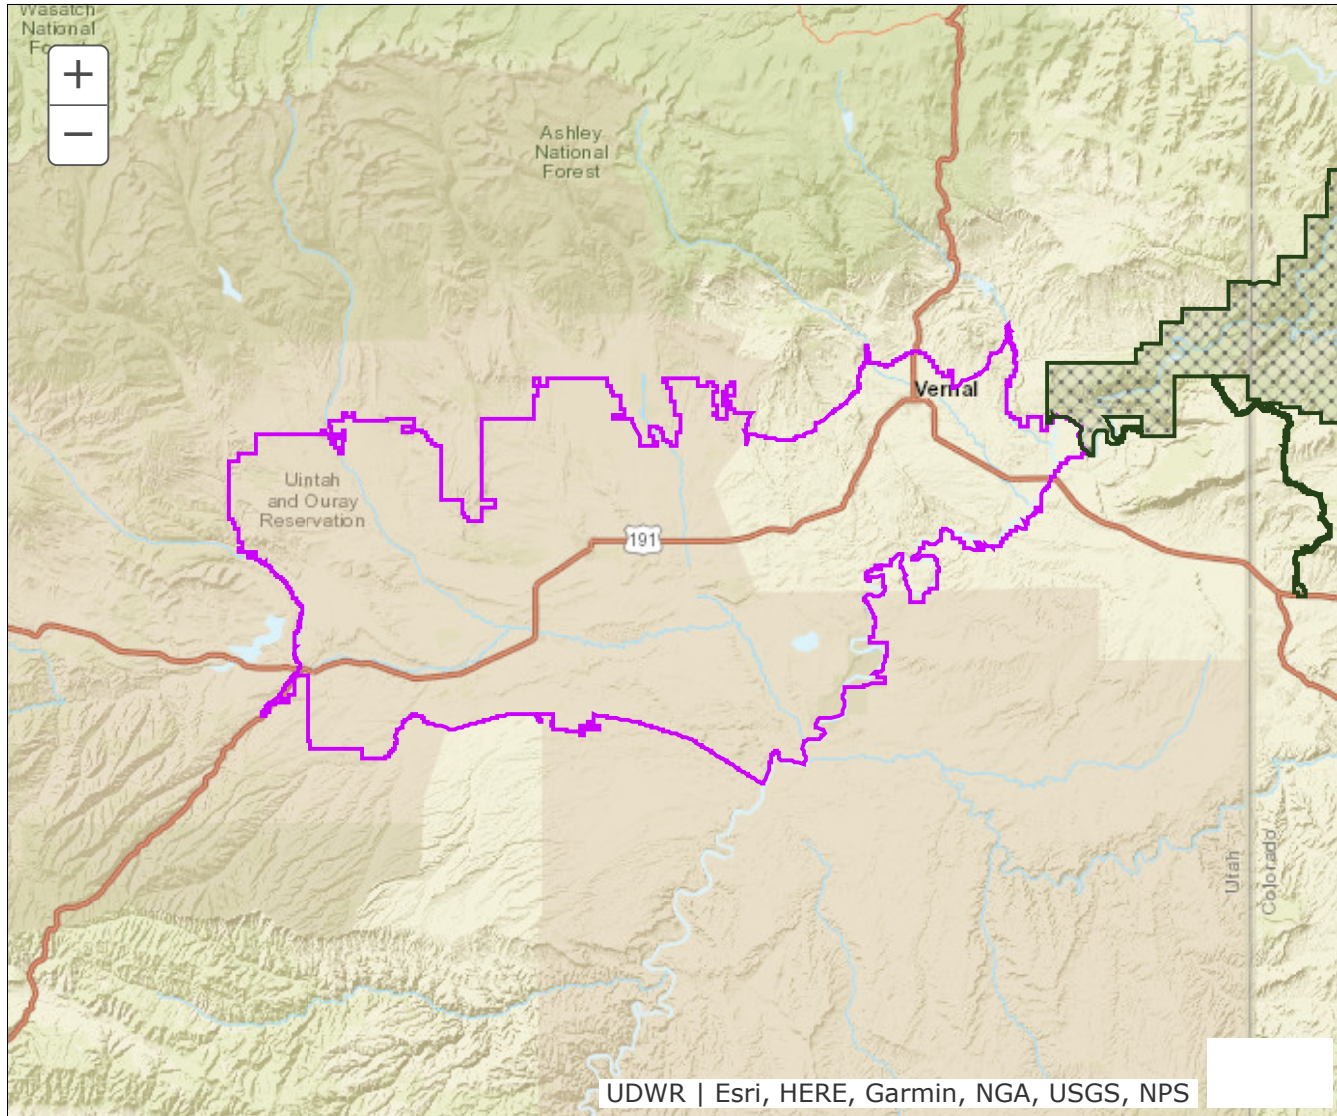 Wasatch
National
Forest
+
−
Ashley
National
Forest
Vernal
Uintah
and Ouray
Reservation
191
Utah
Colorado
UDWR | Esri, HERE, Garmin, NGA, USGS, NPS